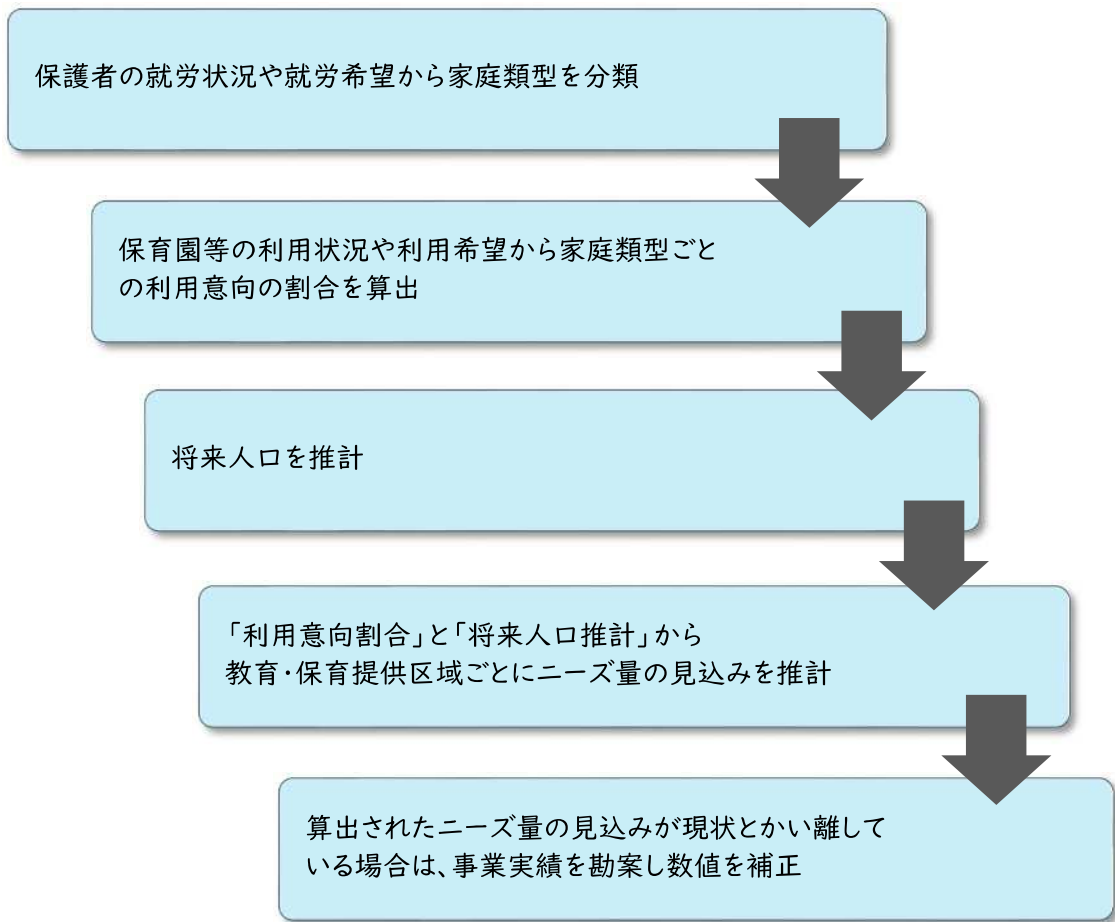 保護者の就労状況や就労希望から家庭類型を分類
保育園等の利用状況や利用希望から家庭類型ごと
の利用意向の割合を算出
将来人口を推計
「利用意向割合」と「将来人口推計」から
教育・保育提供区域ごとにニーズ量の見込みを推計
算出されたニーズ量の見込みが現状とかい離して
いる場合は、事業実績を勘案し数値を補正